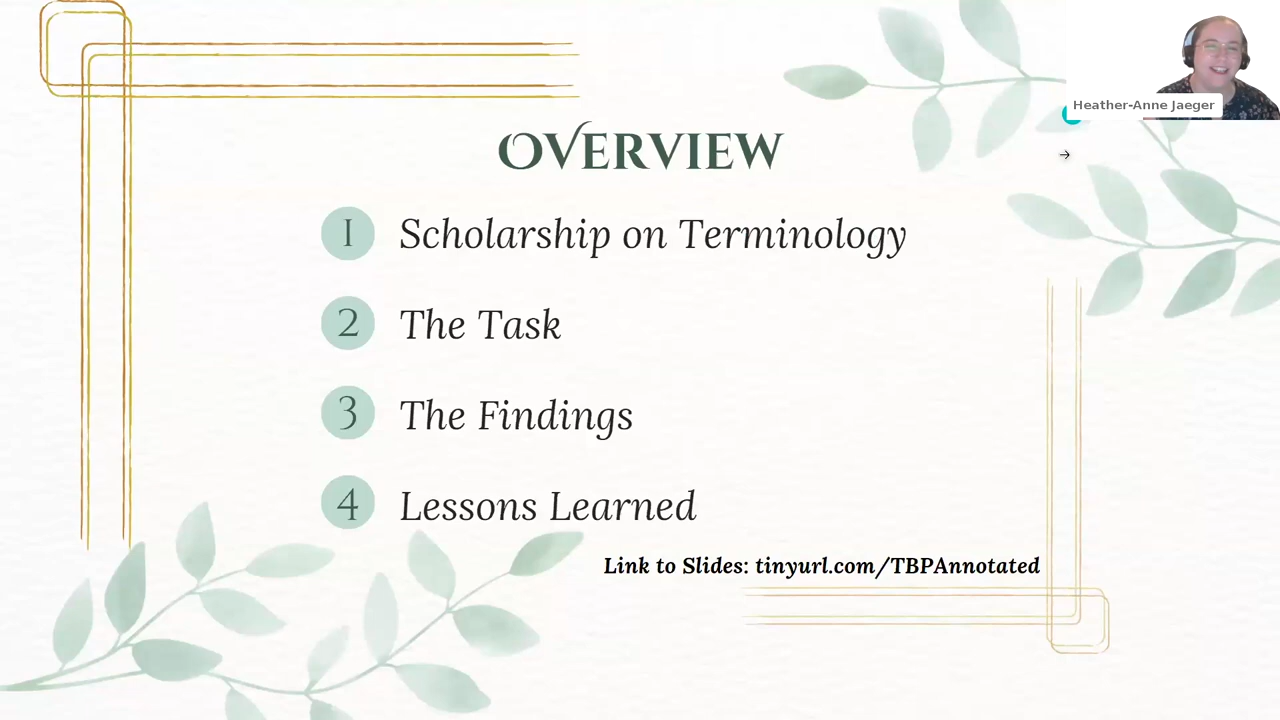 Heather-Anne Jaeger
Overview
1 Scholarship on Terminology
2 The Task
3 The Findings
4 Lessons Learned
Link to Slides: tinyurl.com/TBPAnnotated